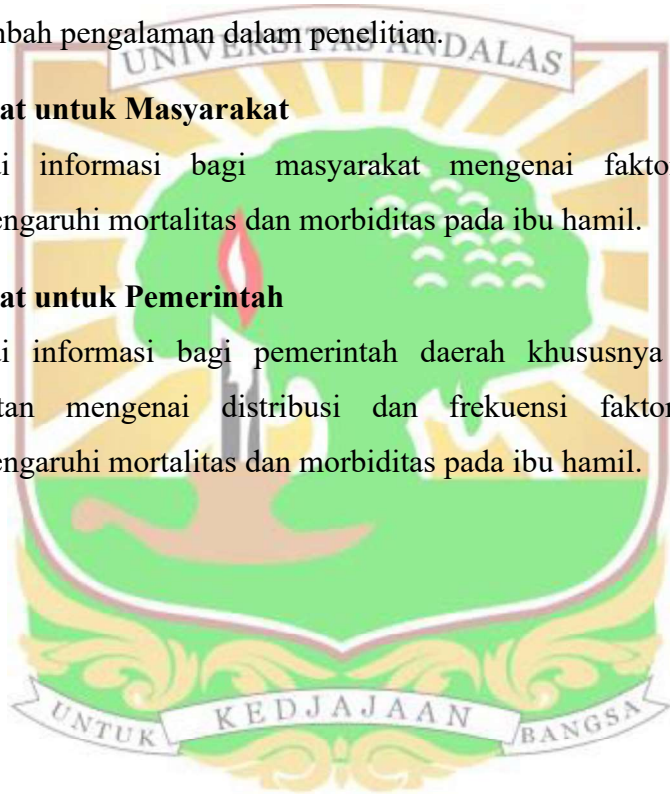 mbah pengalaman dalam penelitian.
UNIVERSITAS ANDALAS
at untuk Masyarakat
i informasi bagi masyarakat mengenai fakto
engaruhi mortalitas dan morbiditas pada ibu hamil.
at untuk Pemerintah
i informasi bagi pemerintah daerah khususnya
tan mengenai distribusi dan frekuensi faktor
engaruhi mortalitas dan morbiditas pada ibu hamil.
UNTUK KEDJAJAAN BANGSA